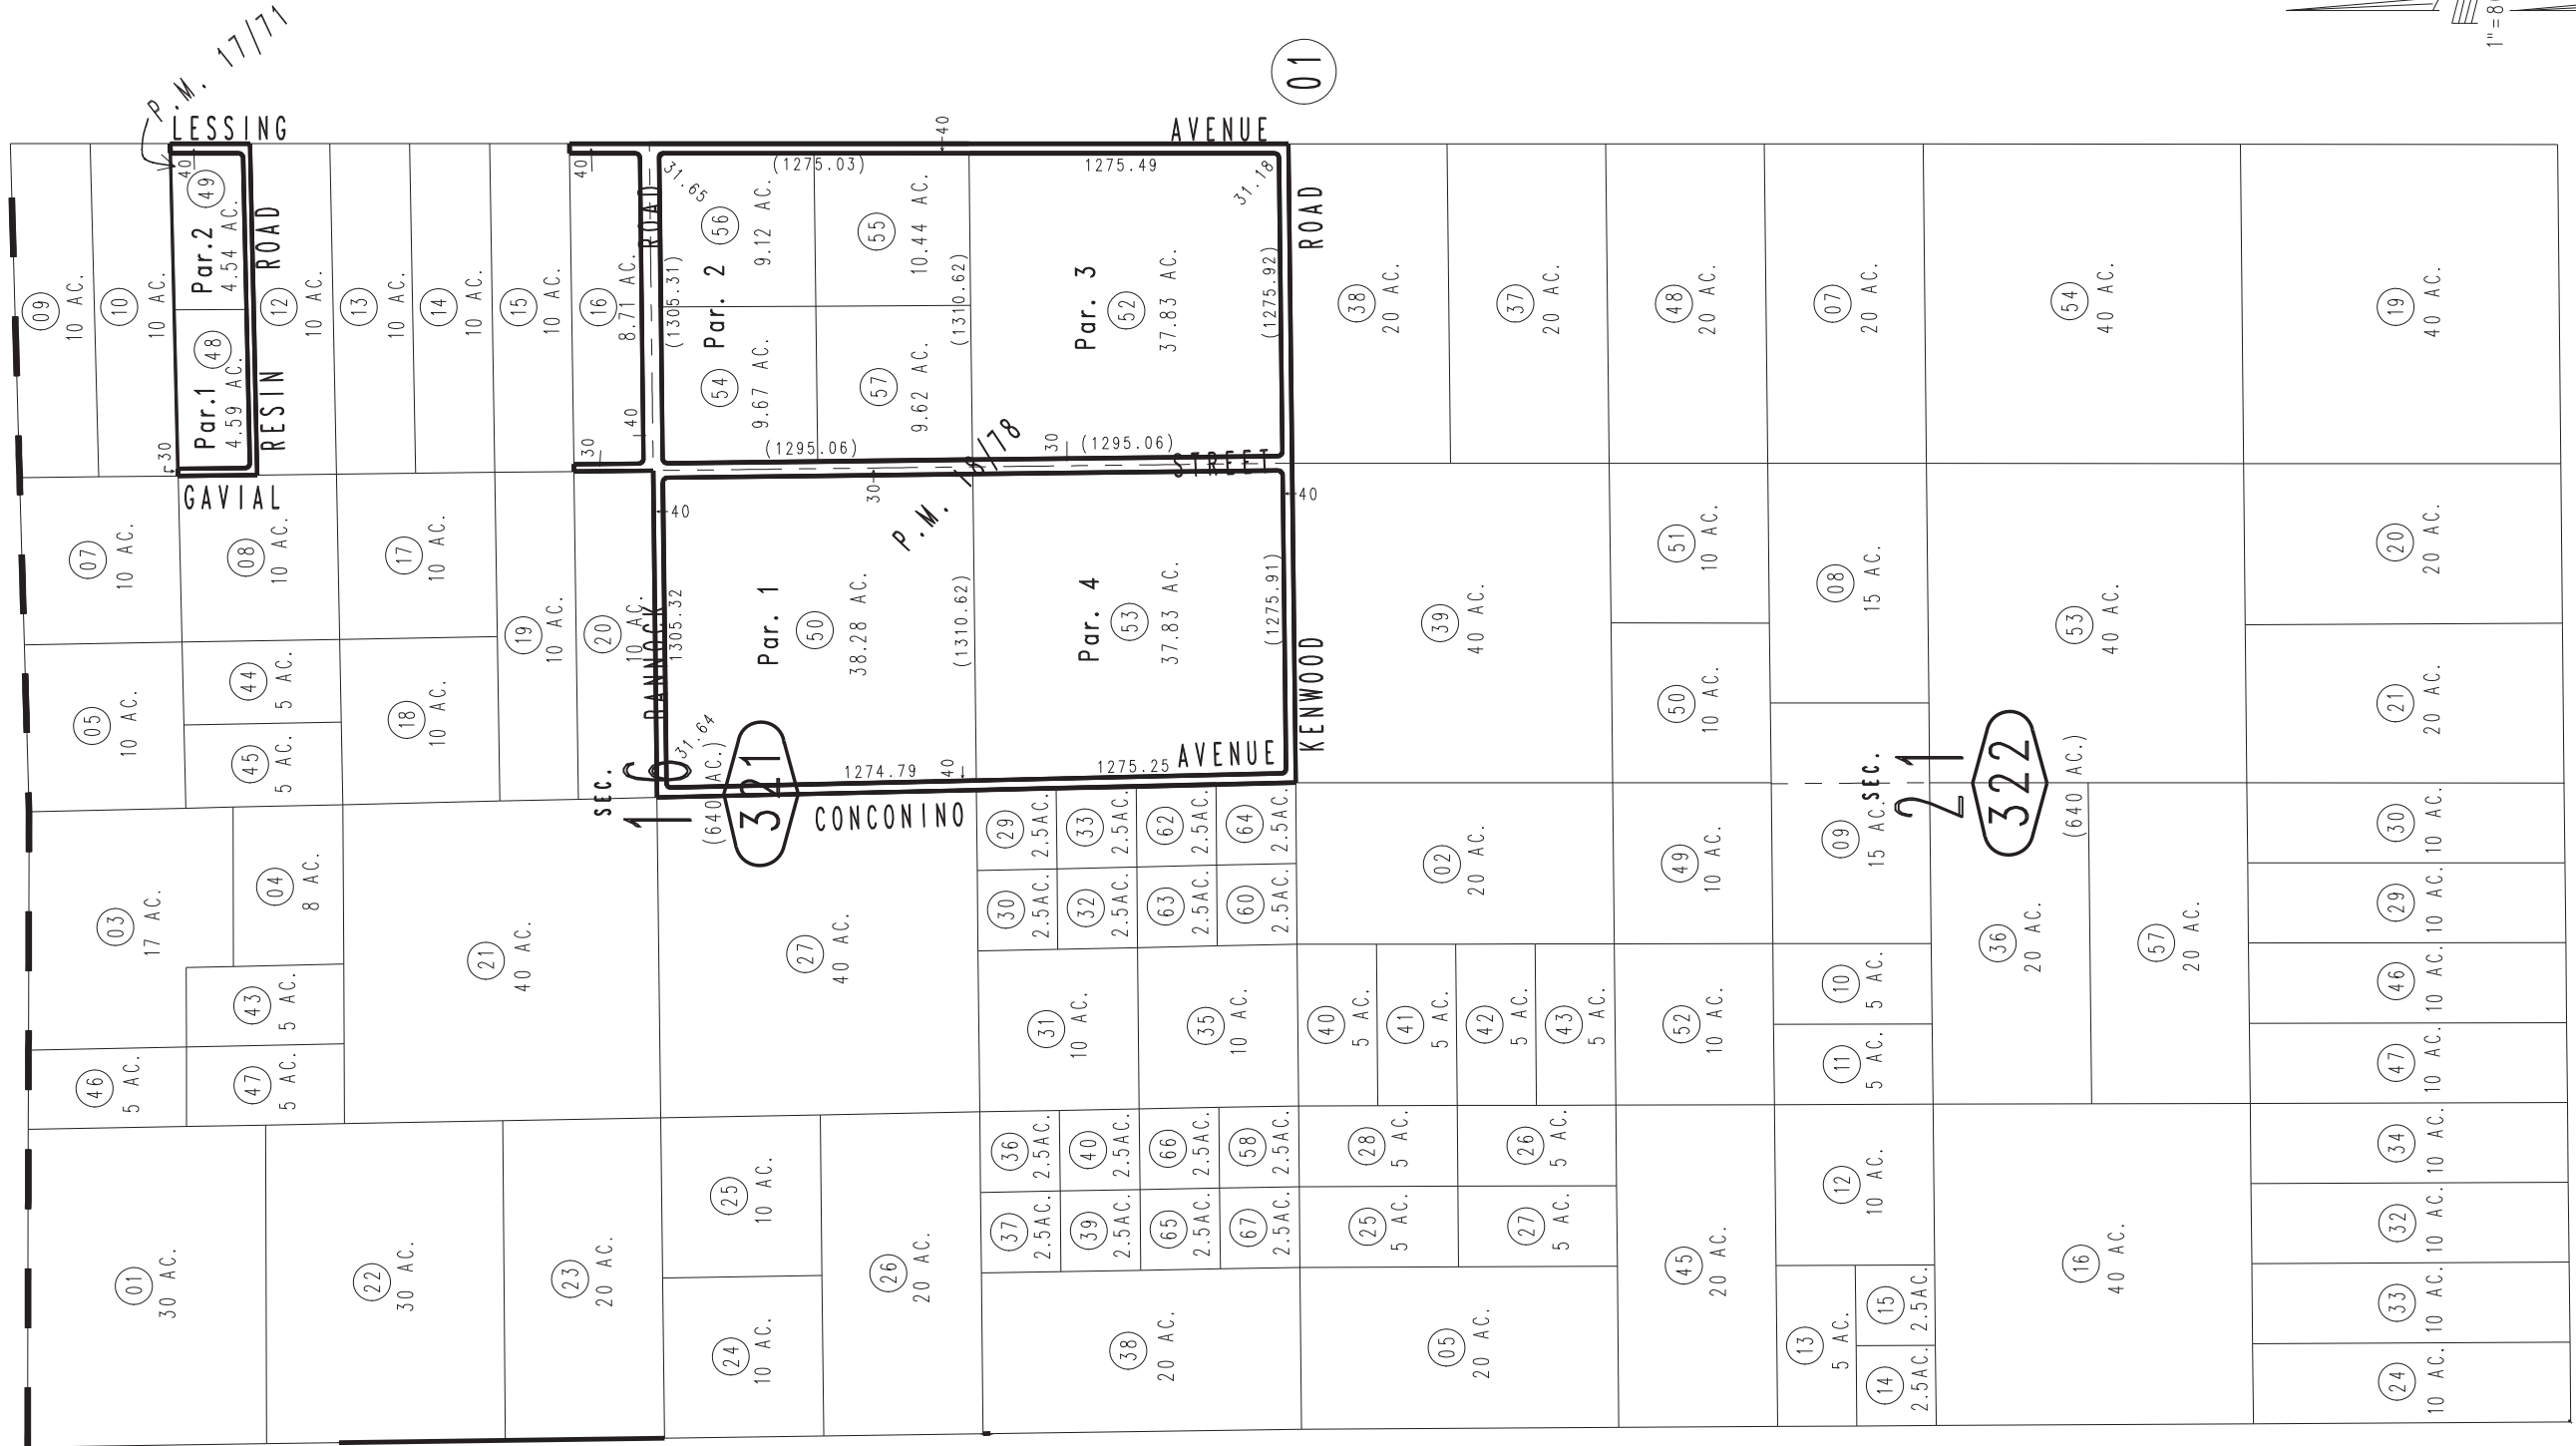 P.M. 17/71
01
1"=8
LESSING AVENUE
40
09
10 AC.
10
10 AC.
Par.2
49
4.54 AC.
Par.1
48
4.59 AC.
30
RESIN ROAD
GAVIAL STREET
12
10 AC.
13
10 AC.
14
10 AC.
15
10 AC.
16
8.71 AC.
40
30
40
BANNOCK ROAD
31.65
(1275.03)
40
1275.49
31.18
(1305.31)
Par. 2
56
9.12 AC.
55
10.44 AC.
54
9.67 AC.
57
9.62 AC.
(1310.62)
Par. 3
52
37.83 AC.
(1275.92)
(1295.06)
30
(1295.06)
P.M. 18/78
30
40
40
1305.32
Par. 1
50
38.28 AC.
(1310.62)
Par. 4
53
37.83 AC.
(1275.91)
31.64
1274.79
40
1275.25
CONCONINO AVENUE
KENWOOD ROAD
38
20 AC.
37
20 AC.
48
20 AC.
07
20 AC.
54
40 AC.
19
40 AC.
07
10 AC.
08
10 AC.
17
10 AC.
05
10 AC.
44
5 AC.
45
5 AC.
18
10 AC.
19
10 AC.
20
10 AC.
39
40 AC.
51
10 AC.
50
10 AC.
08
15 AC.
53
40 AC.
20
20 AC.
21
20 AC.
SEC.
16
(640 AC.)
321
SEC.
21
322
(640 AC.)
03
17 AC.
04
8 AC.
43
5 AC.
46
5 AC.
47
5 AC.
21
40 AC.
27
40 AC.
29
2.5AC.
33
2.5AC.
62
2.5AC.
64
2.5AC.
30
2.5AC.
32
2.5AC.
63
2.5AC.
60
2.5AC.
31
10 AC.
35
10 AC.
02
20 AC.
40
5 AC.
41
5 AC.
42
5 AC.
43
5 AC.
49
10 AC.
52
10 AC.
09
15 AC.
10
5 AC.
11
5 AC.
36
20 AC.
57
20 AC.
30
10 AC.
29
10 AC.
46
10 AC.
47
10 AC.
01
30 AC.
22
30 AC.
23
20 AC.
25
10 AC.
24
10 AC.
26
20 AC.
36
2.5AC.
40
2.5AC.
66
2.5AC.
58
2.5AC.
37
2.5AC.
39
2.5AC.
65
2.5AC.
67
2.5AC.
38
20 AC.
28
5 AC.
26
5 AC.
25
5 AC.
27
5 AC.
05
20 AC.
45
20 AC.
12
10 AC.
13
5 AC.
15
2.5AC.
14
2.5AC.
16
40 AC.
34
10 AC.
32
10 AC.
33
10 AC.
24
10 AC.